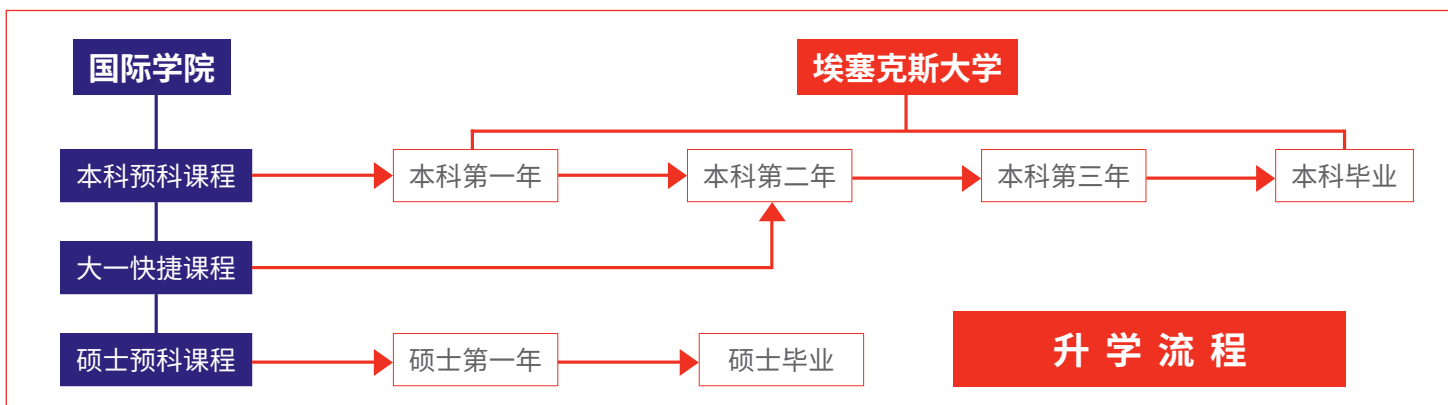 国际学院
埃塞克斯大学
本科预科课程
本科第一年
本科第二年
本科第三年
本科毕业
大一快捷课程
硕士预科课程
硕士第一年
硕士毕业
升学流程